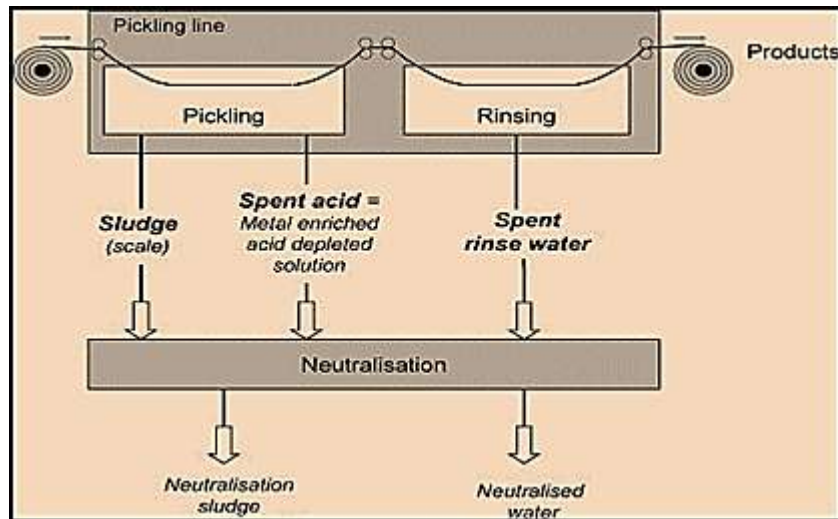 Pickling line
Products
Pickling
Rinsing
Sludge
(scale)
Spent acid =
Metal enriched
acid depleted
solution
Spent
rinse water
Neutralisation
Neutralisation
sludge
Neutralised
water